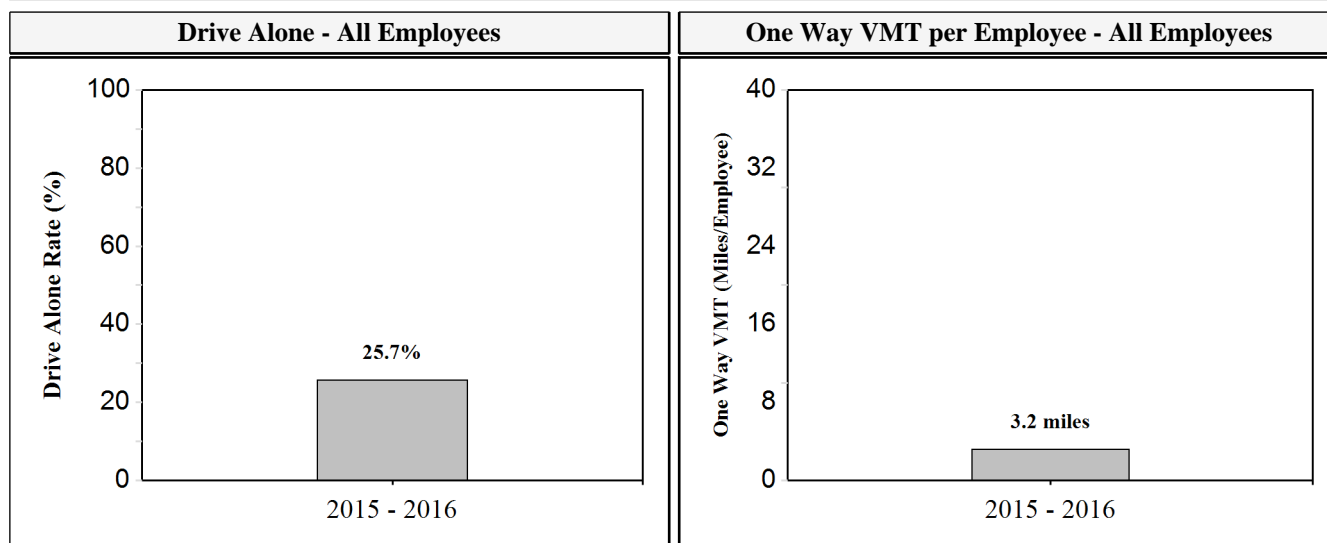 Drive Alone - All Employees
One Way VMT per Employee - All Employees
Drive Alone Rate (%)
100
80
60
40
20
0
25.7%
2015 - 2016
One Way VMT (Miles/Employee)
40
32
24
16
8
0
3.2 miles
2015 - 2016